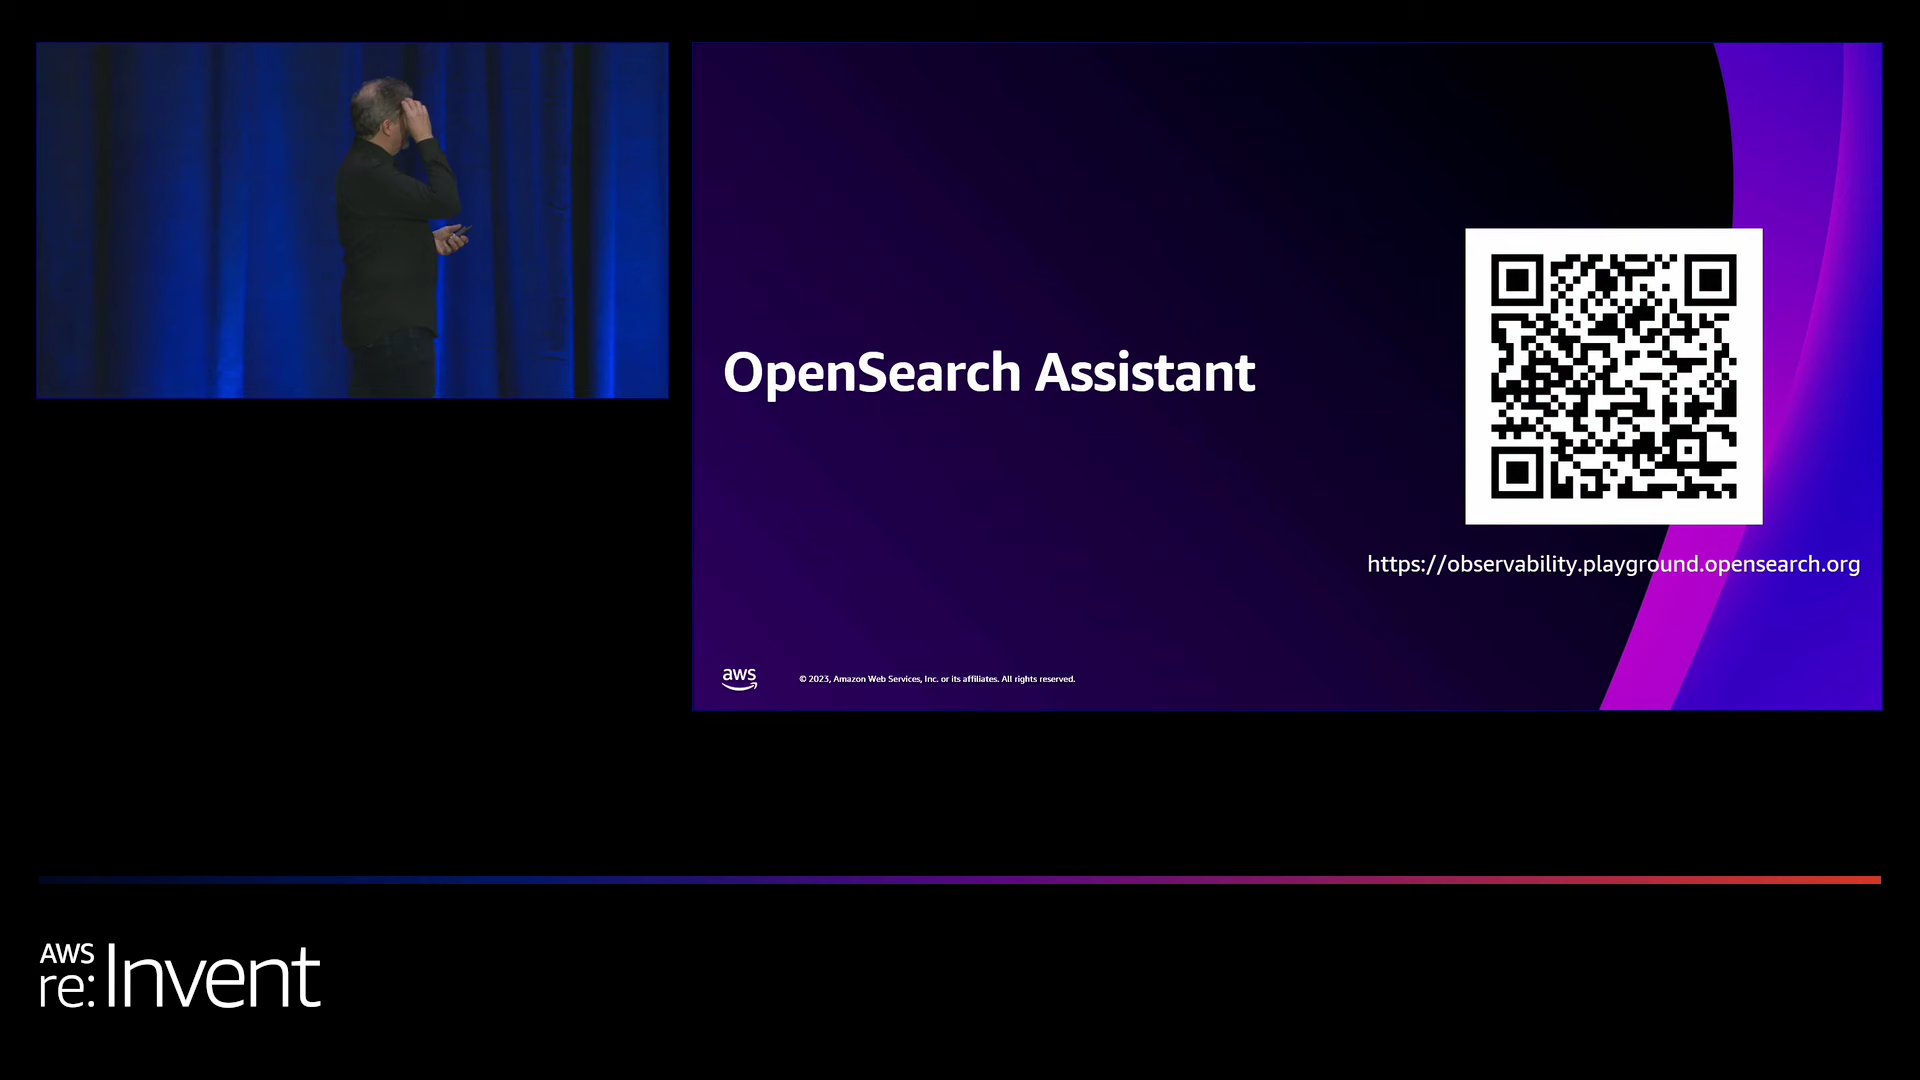 OpenSearch Assistant
https://observability.playground.opensearch.org
aws
© 2023, Amazon Web Services, Inc. or its affiliates. All rights reserved.
AWS
re:Invent